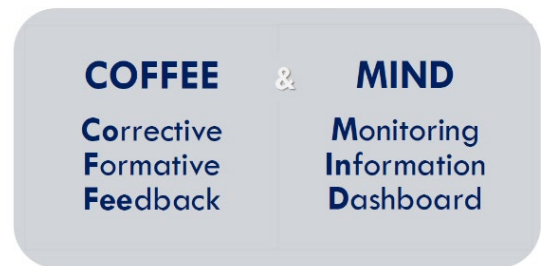 COFFEE & MIND
Corrective Monitoring
Formative Information
Feedback Dashboard